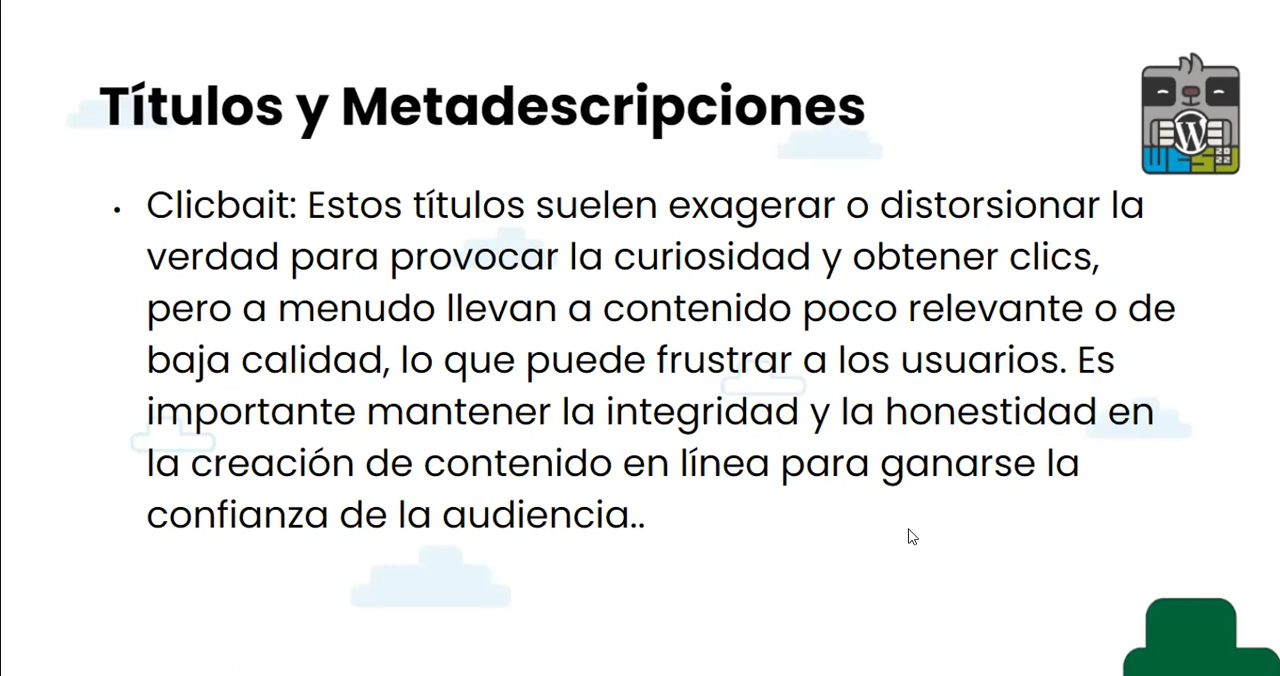 Títulos y Metadescripciones
• Clicbait: Estos títulos suelen exagerar o distorsionar la
verdad para provocar la curiosidad y obtener clics,
pero a menudo llevan a contenido poco relevante o de
baja calidad, lo que puede frustrar a los usuarios. Es
importante mantener la integridad y la honestidad en
la creación de contenido en línea para ganarse la
confianza de la audiencia..